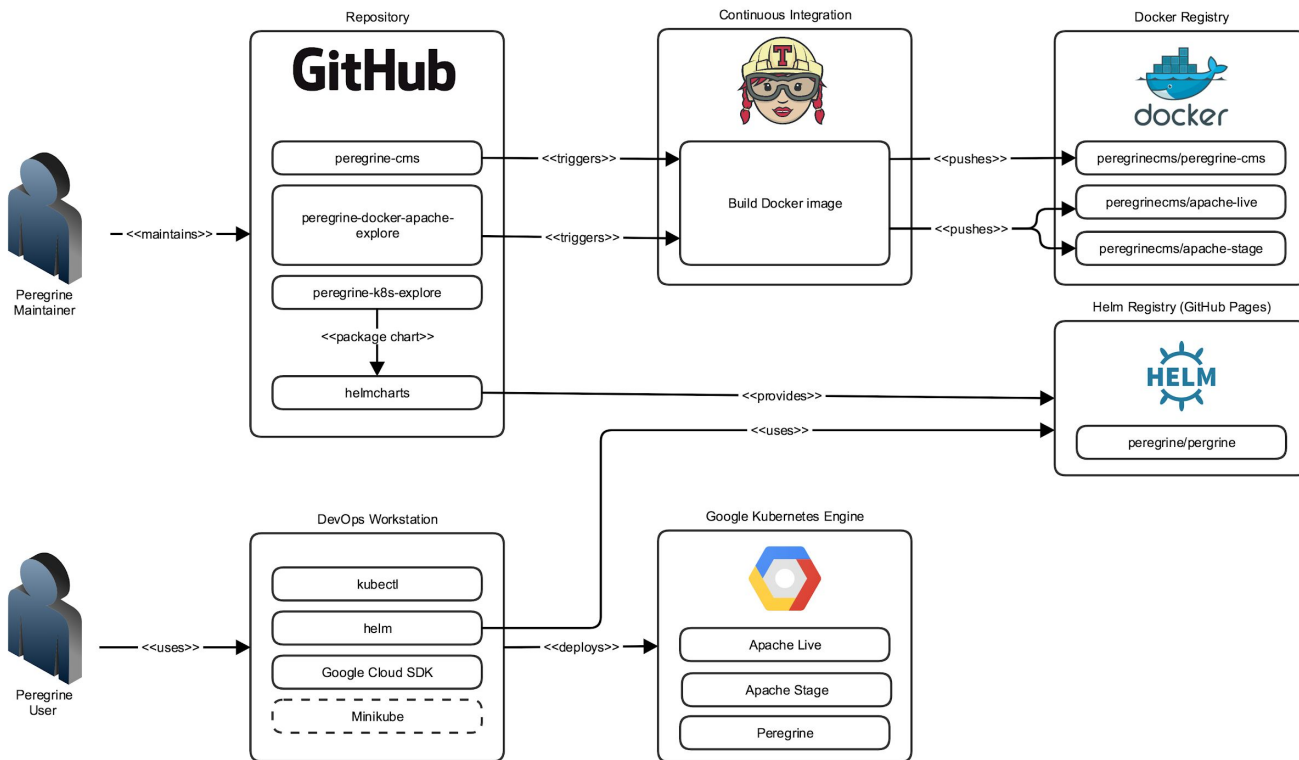 Repository
Continuous Integration
Docker Registry
GitHub
T
docker
peregrine-cms
<<triggers>>
<<pushes>>
peregrinecms/peregrine-cms
peregrine-docker-apache-
explore
Build Docker image
peregrinecms/apache-live
<<maintains>>
<<triggers>>
<<pushes>>
peregrinecms/apache-stage
Peregrine
Maintainer
peregrine-k8s-explore
<<package chart>>
helmcharts
Helm Registry (GitHub Pages)
HELM
<<provides>>
<<uses>>
peregrine/pergrine
DevOps Workstation
Google Kubernetes Engine
kubectl
helm
<<uses>>
<<deploys>>
Apache Live
Google Cloud SDK
Apache Stage
Peregrine
User
Minikube
Peregrine